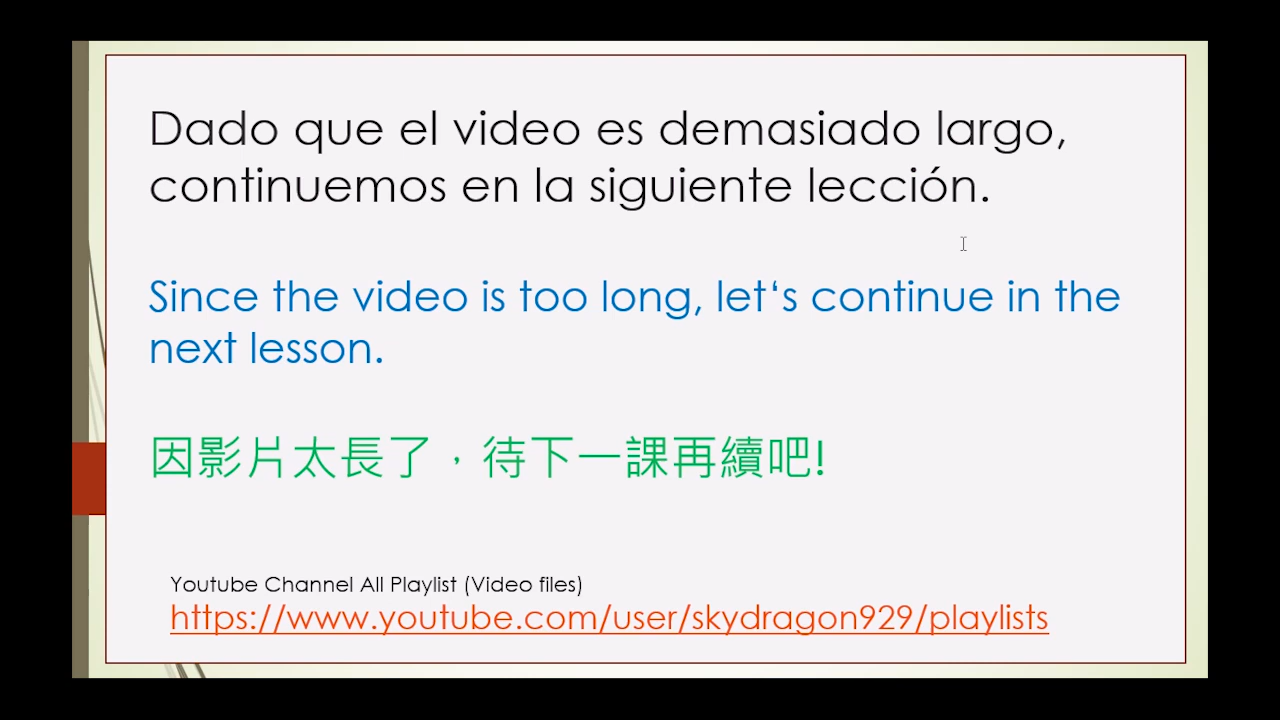 Dado que el video es demasiado largo,
continuemos en la siguiente lección.
Since the video is too long, let‘s continue in the
next lesson.
因影片太長了，待下一課再續吧!
Youtube Channel All Playlist (Video files)
https://www.youtube.com/user/skydragon929/playlists